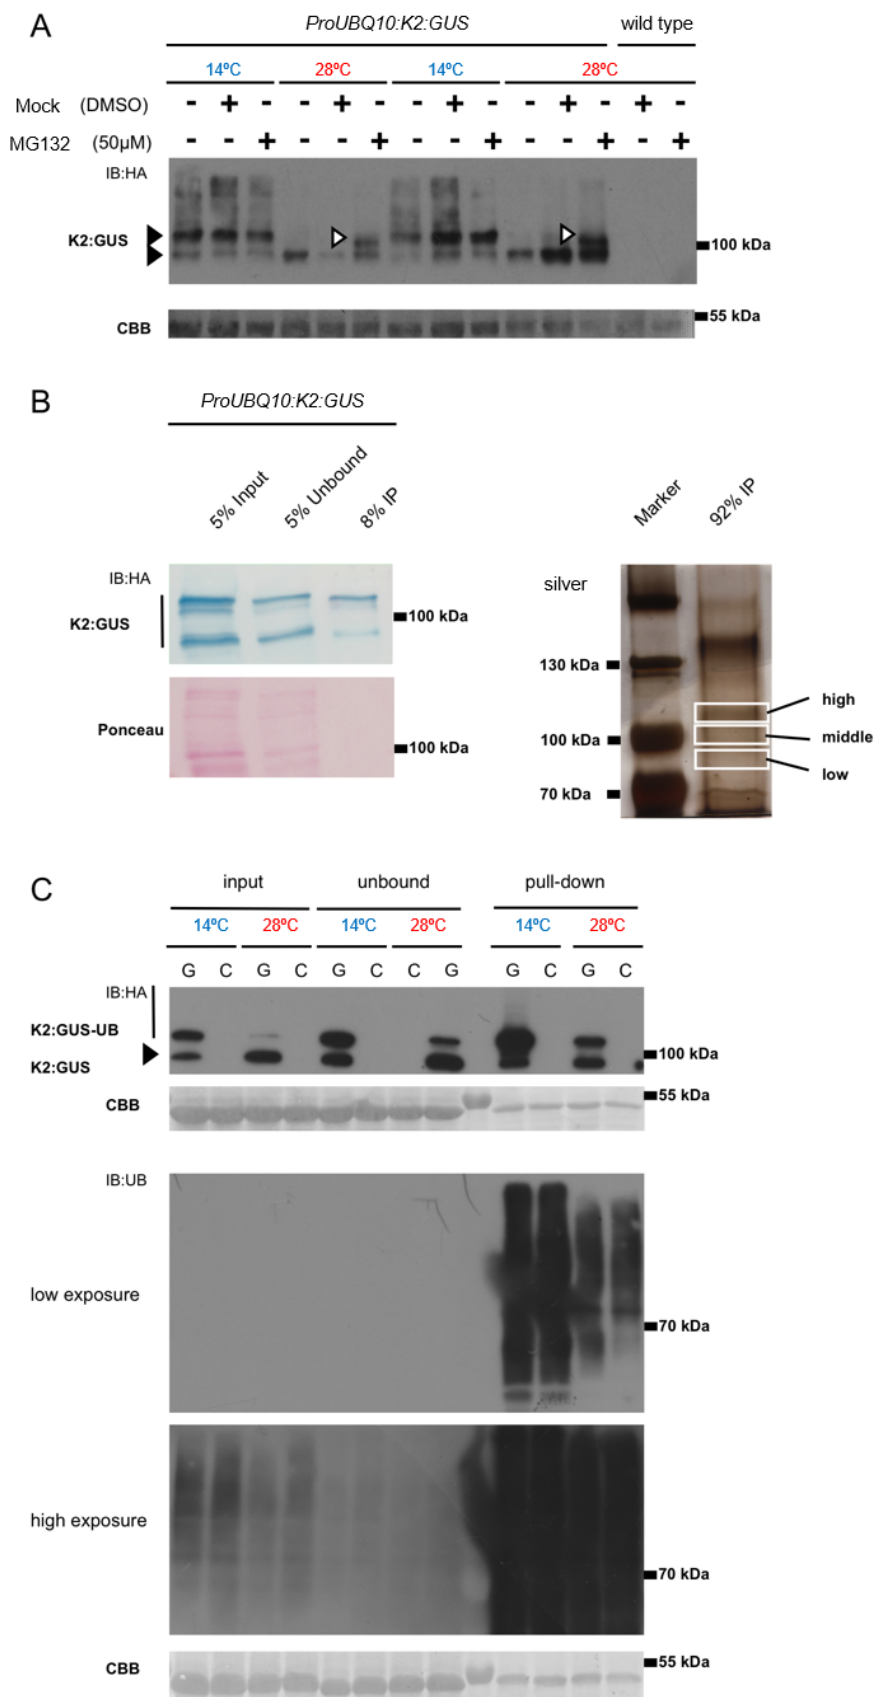 A
ProUBQ10:K2:GUS wild type
14ºC 28ºC 14ºC 28ºC
Mock (DMSO) - + - - + - - + - - + - + -
MG132 (50µM) - - + - - + - - + - - + - +
IB:HA
K2:GUS
100 kDa
55 kDa
CBB
B
ProUBQ10:K2:GUS
5% Input 5% Unbound 8% IP
Marker 92% IP
IB:HA
K2:GUS
100 kDa
Ponceau
100 kDa
silver
130 kDa
100 kDa
70 kDa
high
middle
low
C
input unbound pull-down
14ºC 28ºC 14ºC 28ºC 14ºC 28ºC
G C G C G C C G G C G C
IB:HA
K2:GUS-UB
K2:GUS
100 kDa
55 kDa
CBB
IB:UB
low exposure
70 kDa
high exposure
70 kDa
55 kDa
CBB